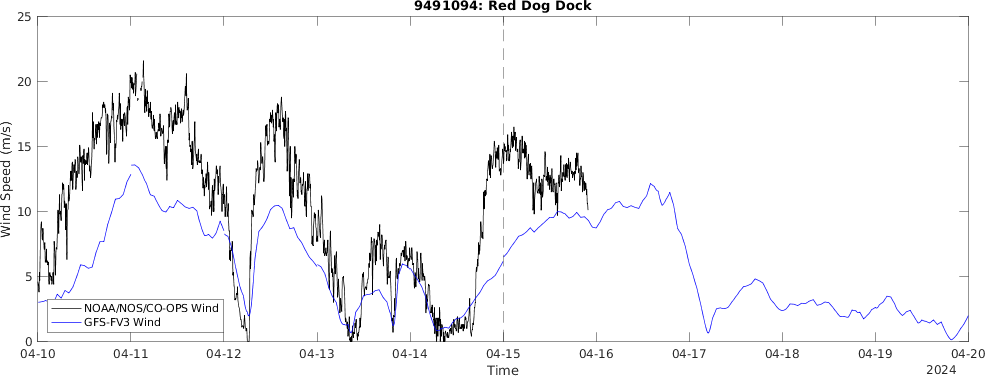 9491094: Red Dog Dock
25
20
15
10
5
0
Wind Speed (m/s)
NOAA/NOS/CO-OPS Wind
GFS-FV3 Wind
04-10 04-11 04-12 04-13 04-14 04-15 04-16 04-17 04-18 04-19 04-20
Time
2024